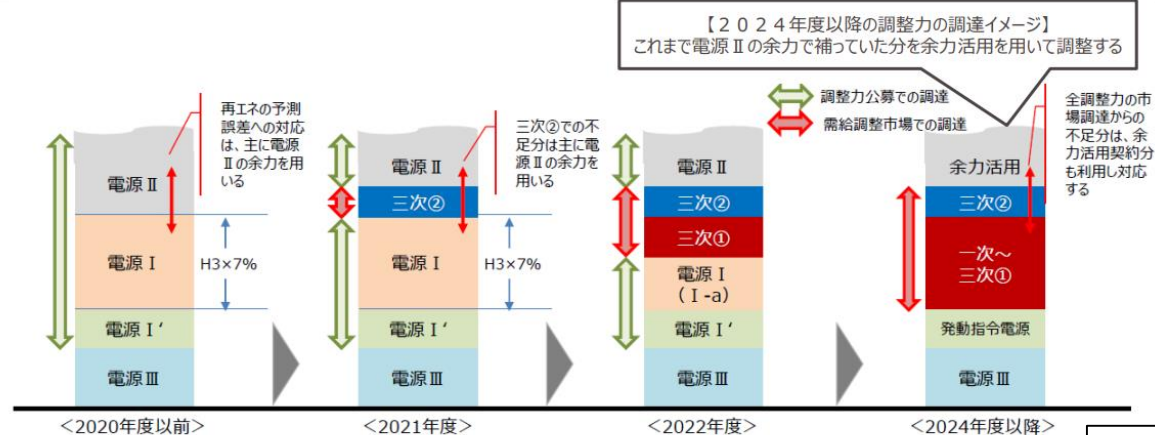 【２０２４年度以降の調整力の調達イメージ】
これまで電源Ⅱの余力で補っていた分を余力活用を用いて調整する
調整力公募での調達
需給調整市場での調達
再エネの予測
誤差への対応
は、主に電源
Ⅱの余力を用
いる
電源Ⅱ
電源Ⅰ
H3×7%
電源Ⅰ‘
電源Ⅲ
＜2020年度以前＞
三次②での不
足分は主に電
源Ⅱの余力を
用いる
電源Ⅱ
三次②
電源Ⅰ
H3×7%
電源Ⅰ‘
電源Ⅲ
＜2021年度＞
電源Ⅱ
三次②
三次①
電源Ⅰ
（Ⅰ-a）
電源Ⅰ‘
電源Ⅲ
＜2022年度＞
全調整力の市
場調達からの
不足分は、余
力活用契約分
も利用し対応
する
余力活用
三次②
一次～
三次①
発動指令電源
電源Ⅲ
＜2024年度以降＞